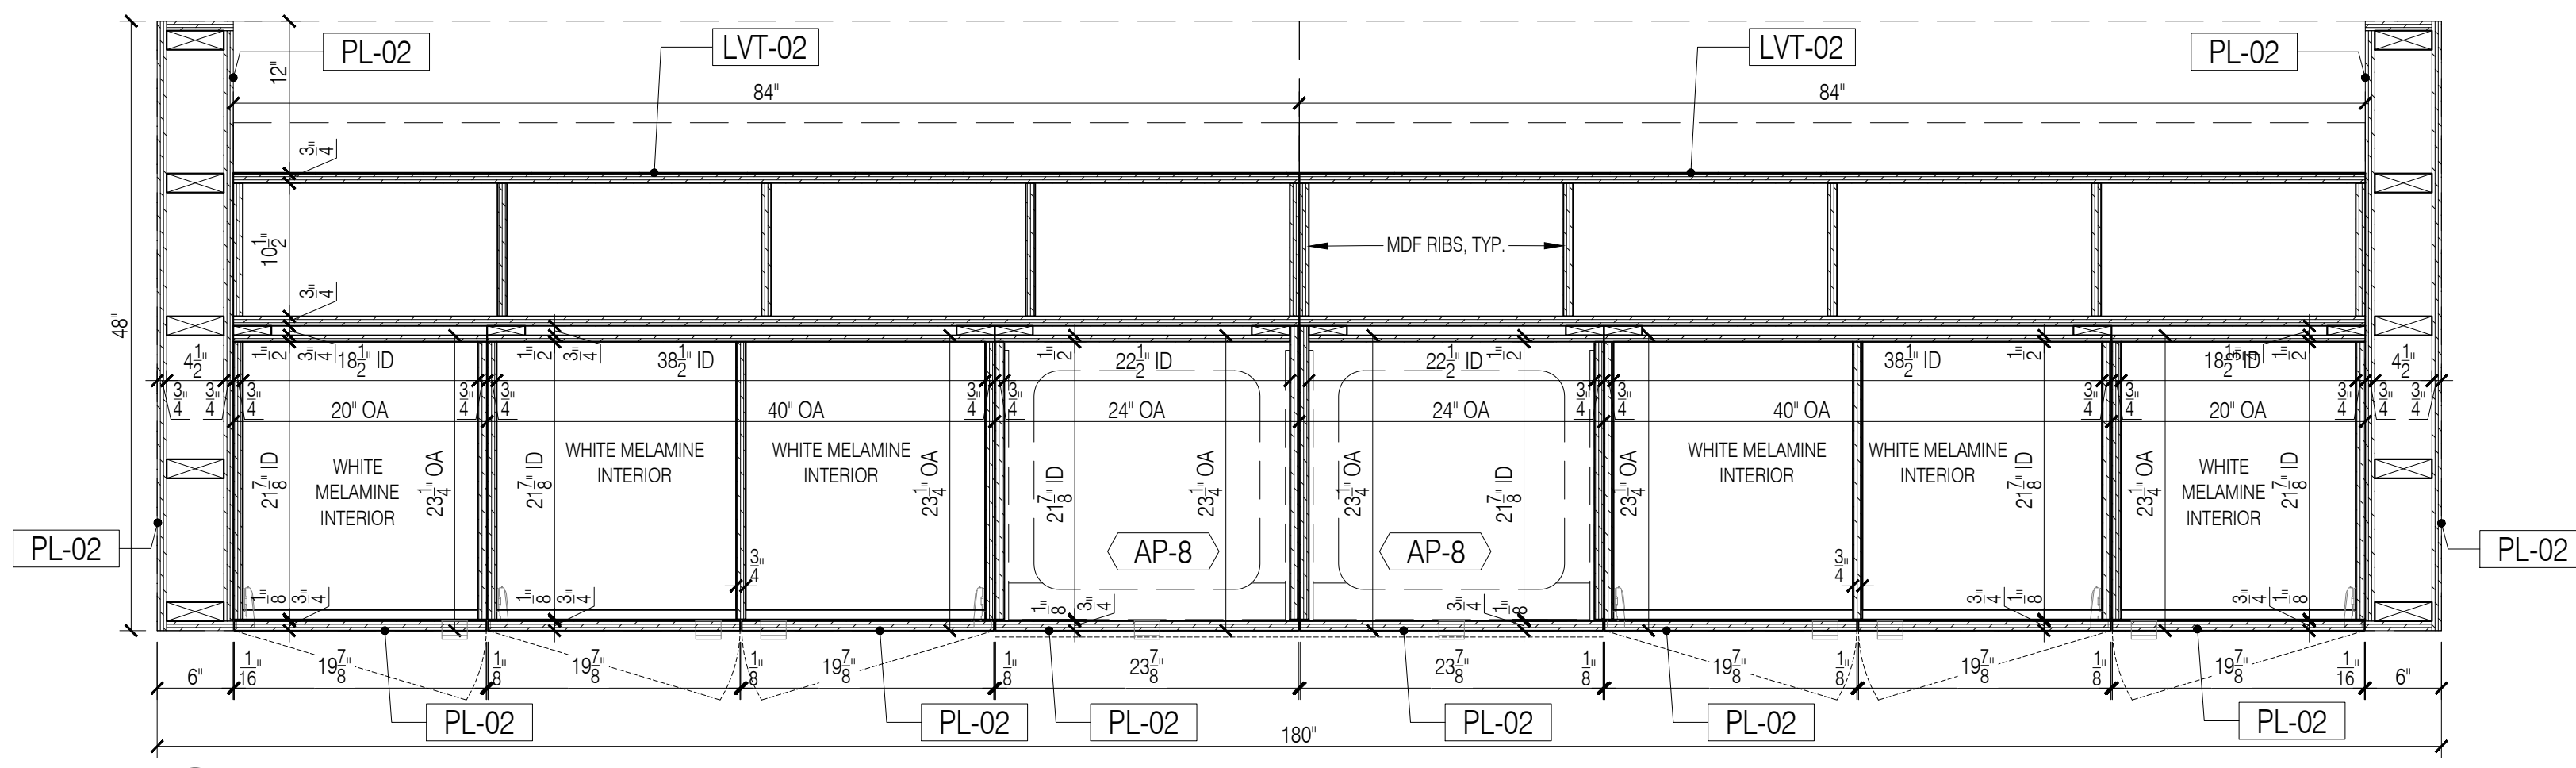 LVT-02 LVT-02
PL-02 PL-02
12"
84" 84"
3/4"
48"
10 1/2"
MDF RIBS, TYP.
3/4"
1/2" 3/4" 1/2" 3/4" 1/2" 1/2" 1/2" 3/4" 1/2"
4 1/2" 18 1/2" ID 38 1/2" ID 22 1/2" ID 22 1/2" ID 38 1/2" ID 18 1/2" ID 4 1/2"
3/4" 3/4" 3/4" 3/4" 3/4" 3/4" 3/4" 3/4" 3/4" 3/4" 3/4" 3/4" 3/4" 3/4"
20" OA 40" OA 24" OA 24" OA 40" OA 20" OA
WHITE MELAMINE INTERIOR
WHITE MELAMINE
INTERIOR
WHITE MELAMINE
INTERIOR
WHITE MELAMINE
INTERIOR
WHITE MELAMINE
INTERIOR
WHITE
MELAMINE
INTERIOR
21 7/8" ID 23 1/4" OA 21 7/8" ID 23 1/4" OA 21 7/8" ID 23 1/4" OA 23 1/4" OA 21 7/8" ID 23 1/4" OA 21 7/8" ID 23 1/4" OA 21 7/8" ID
PL-02 AP-8 AP-8 PL-02
3/4" 3/4"
1/8" 3/4" 1/8" 3/4" 1/8" 3/4" 3/4" 1/8" 3/4" 1/8" 3/4" 1/8"
6" 1/16" 19 7/8" 1/8" 19 7/8" 1/8" 19 7/8" 1/8" 23 7/8" 23 7/8" 1/8" 19 7/8" 1/8" 19 7/8" 1/8" 19 7/8" 1/16" 6"
PL-02 PL-02 PL-02 PL-02 PL-02 PL-02
180"